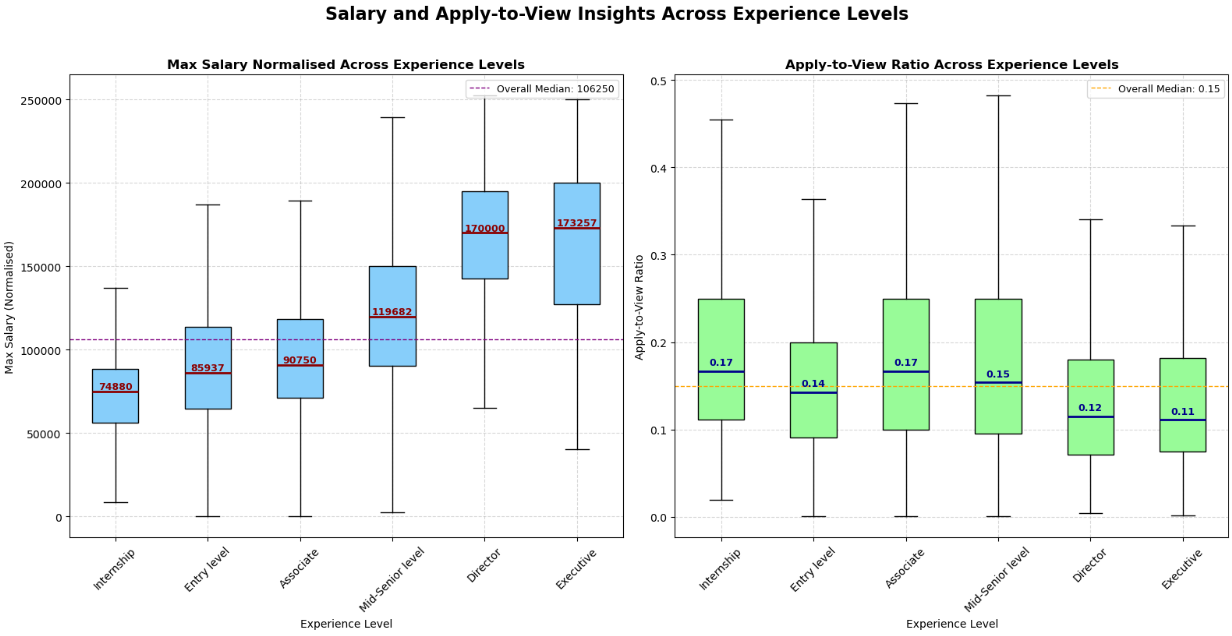 Salary and Apply-to-View Insights Across Experience Levels
Max Salary Normalised Across Experience Levels
Overall Median: 106250
Max Salary (Normalised)
250000
200000
150000
100000
50000
0
74880
85937
90750
119682
170000
173257
Internship
Entry level
Associate
Mid-Senior level
Director
Executive
Experience Level
Apply-to-View Ratio Across Experience Levels
Overall Median: 0.15
Apply-to-View Ratio
0.5
0.4
0.3
0.2
0.1
0.0
0.17
0.14
0.17
0.15
0.12
0.11
Internship
Entry level
Associate
Mid-Senior level
Director
Executive
Experience Level